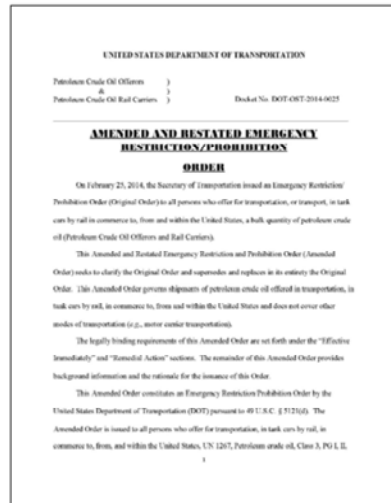 UNITED STATES DEPARTMENT OF TRANSPORTATION
Petroleum Crude Oil Offerors )
& )
Petroleum Crude Oil Rail Carriers ) Docket No. DOT-OST-2014-0025
AMENDED AND RESTATED EMERGENCY
RESTRICTION/PROHIBITION
ORDER
On February 25, 2014, the Secretary of Transportation issued an Emergency Restriction/
Prohibition Order (Original Order) to all persons who offer for transportation, or transport, in tank
cars by rail in commerce to, from and within the United States, a bulk quantity of petroleum crude
oil (Petroleum Crude Oil Offerors and Rail Carriers).
This Amended and Restated Emergency Restriction and Prohibition Order (Amended
Order) seeks to clarify the Original Order and supersedes and replaces in its entirety the Original
Order. This Amended Order governs shipments of petroleum crude oil offered in transportation, in
tank cars by rail, in commerce to, from and within the United States and does not cover other
modes of transportation (e.g., motor carrier transportation).
The legally binding requirements of this Amended Order are set forth under the “Effective
Immediately” and “Remedial Action” sections. The remainder of this Amended Order provides
background information and the rationale for the issuance of this Order.
This Amended Order constitutes an Emergency Restriction Prohibition Order by the
United States Department of Transportation (DOT) pursuant to 49 U.S.C. § 5121(d). The
Amended Order is issued to all persons who offer for transportation, in tank cars by rail, in
commerce to, from, and within the United States, UN 1267, Petroleum crude oil, Class 3, PG I, II,
1